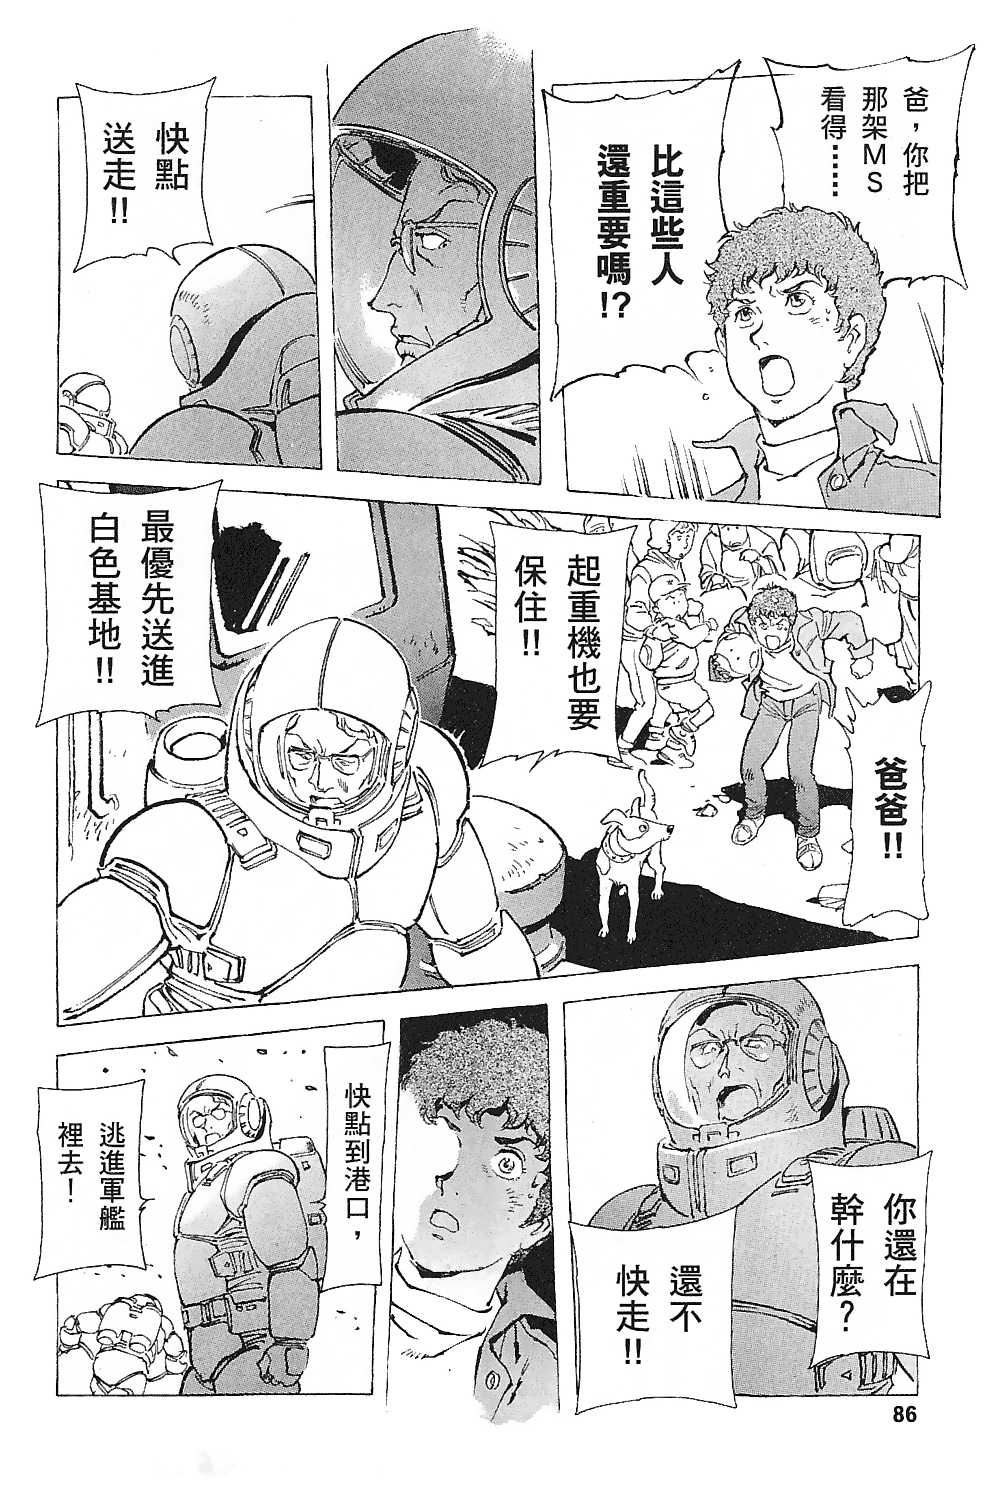 爸，你把
那架MS
看得……
比這些人
還重要嗎!?
快點
送走!!
爸爸!!
起重機也要
保住!!
最優先送進
白色基地!!
你還在
幹什麼?
還不
快走!!
快點到港口，
逃進軍艦
裡去!
86